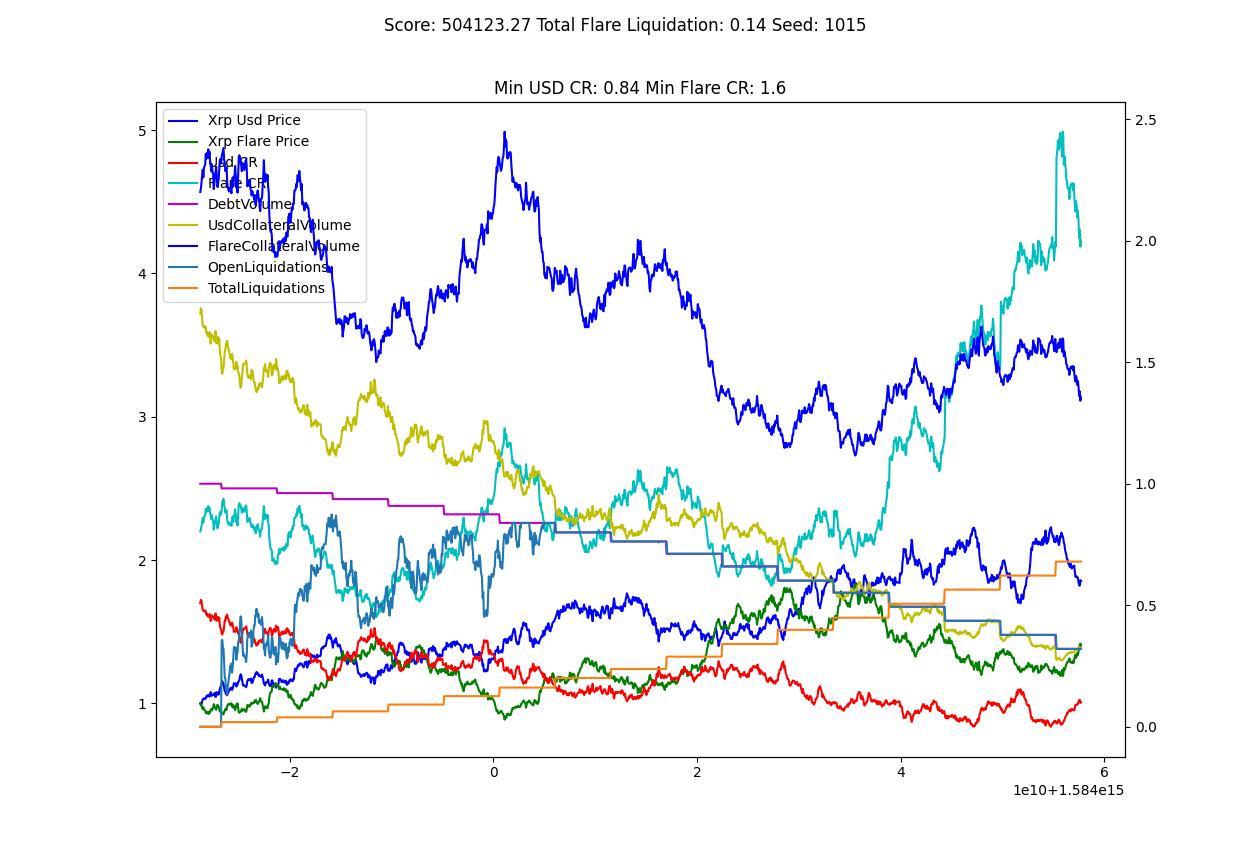 Score: 504123.27 Total Flare Liquidation: 0.14 Seed: 1015
Min USD CR: 0.84 Min Flare CR: 1.6
Xrp Usd Price
Xrp Flare Price
Usd CR
Flare CR
DebtVolume
UsdCollateralVolume
FlareCollateralVolume
OpenLiquidations
TotalLiquidations
5
4
3
2
1
2.5
2.0
1.5
1.0
0.5
0.0
−2
0
2
4
6
1e10+1.584e15